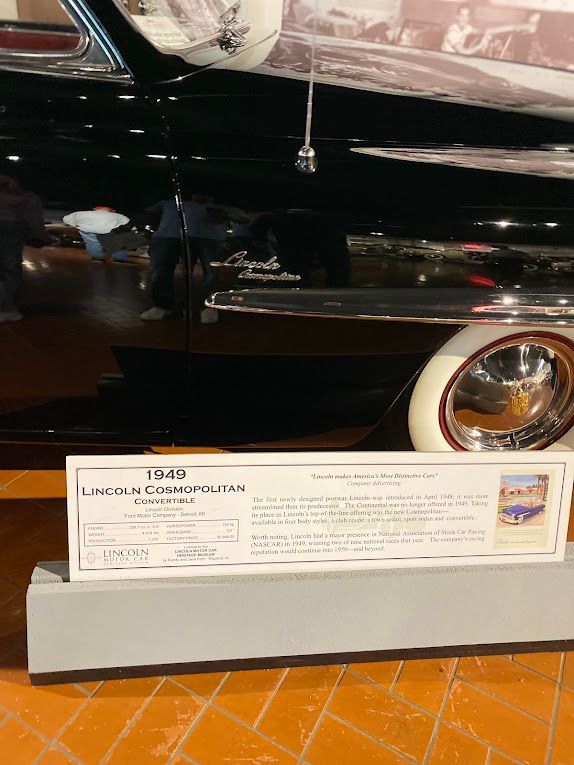 Lincoln
Cosmopolitan
1949
LINCOLN COSMOPOLITAN
CONVERTIBLE
Lincoln Division
Ford Motor Company - Detroit, MI
ENGINE HORSEPOWER
WEIGHT WHEELBASE
PRODUCTION FACTORY PRICE
LINCOLN
MOTOR CAR
LINCOLN MOTOR CAR
HERITAGE MUSEUM
"Lincoln makes America's Most Distinctive Cars"
Company Advertising
The first newly designed postwar Lincoln was introduced in April 1948; it was more
streamlined than its predecessor. The Continental was no longer offered in 1949. Taking
its place as Lincoln's top-of-the-line offering was the new Cosmopolitan—
available in four body styles, a club coupe, a town sedan, sport sedan and convertible.
Worth noting, Lincoln had a major presence in National Association of Stock Car Racing
(NASCAR) in 1949, winning two of nine national races that year. The company's racing
reputation would continue into 1950—and beyond.